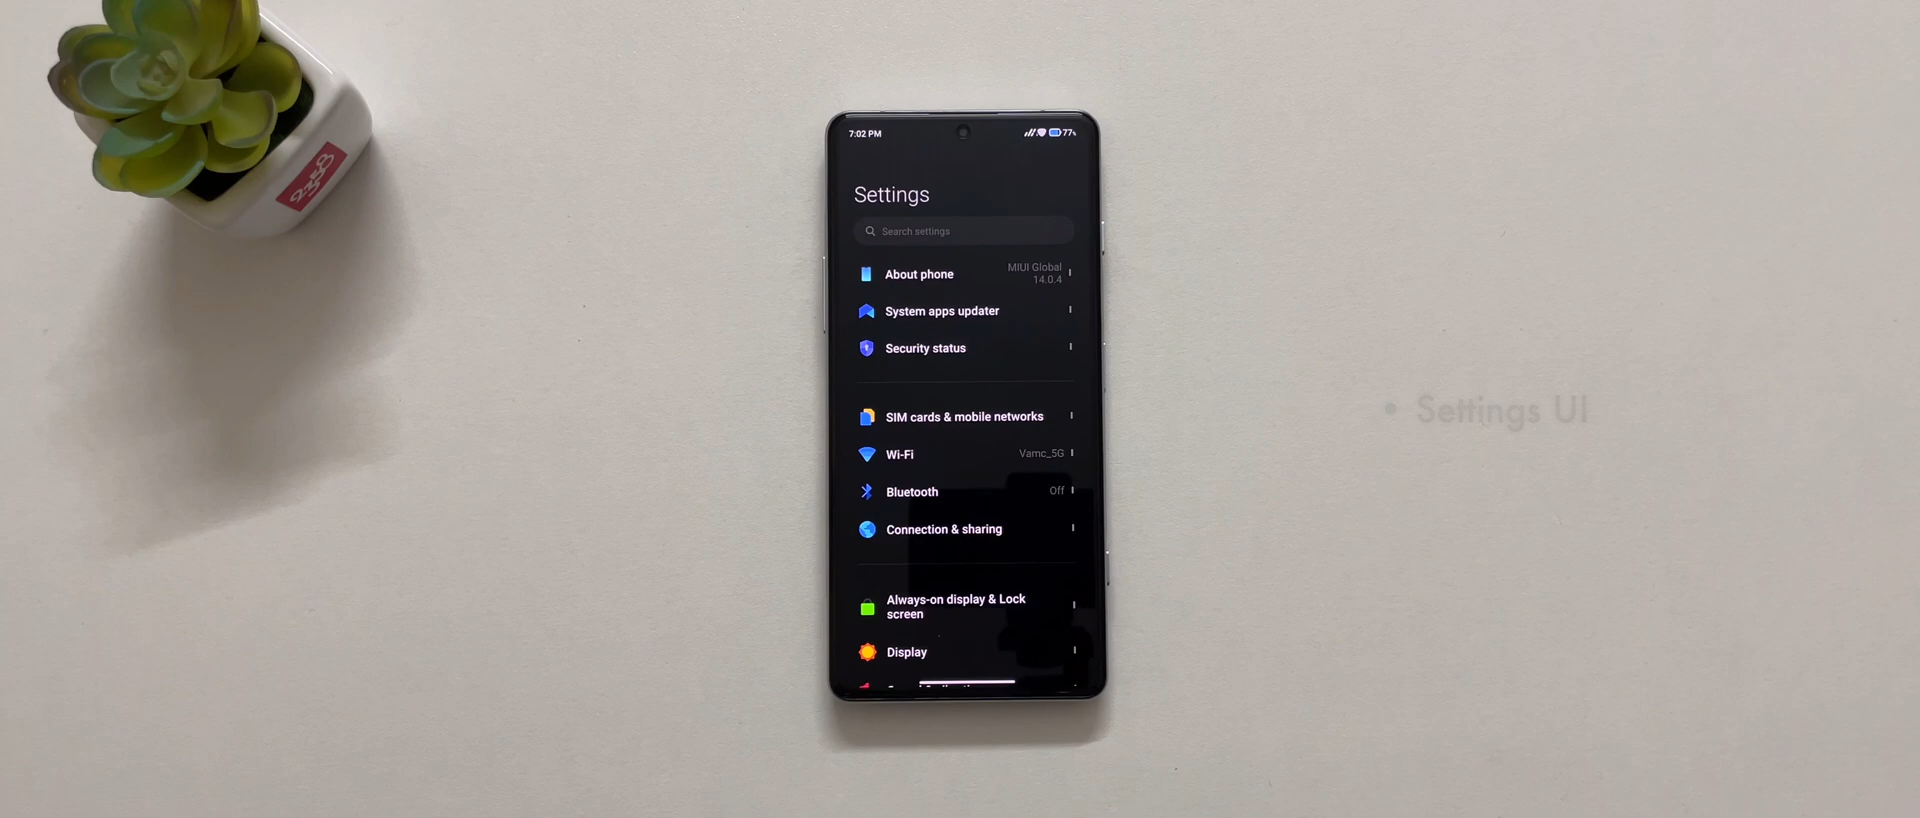 7:02 PM
77%
Settings
Search settings
About phone
MIUI Global
14.0.4
System apps updater
Security status
SIM cards & mobile networks
Wi-Fi
Vamc_5G
Bluetooth
Off
Connection & sharing
Always-on display & Lock
screen
Display
• Settings UI